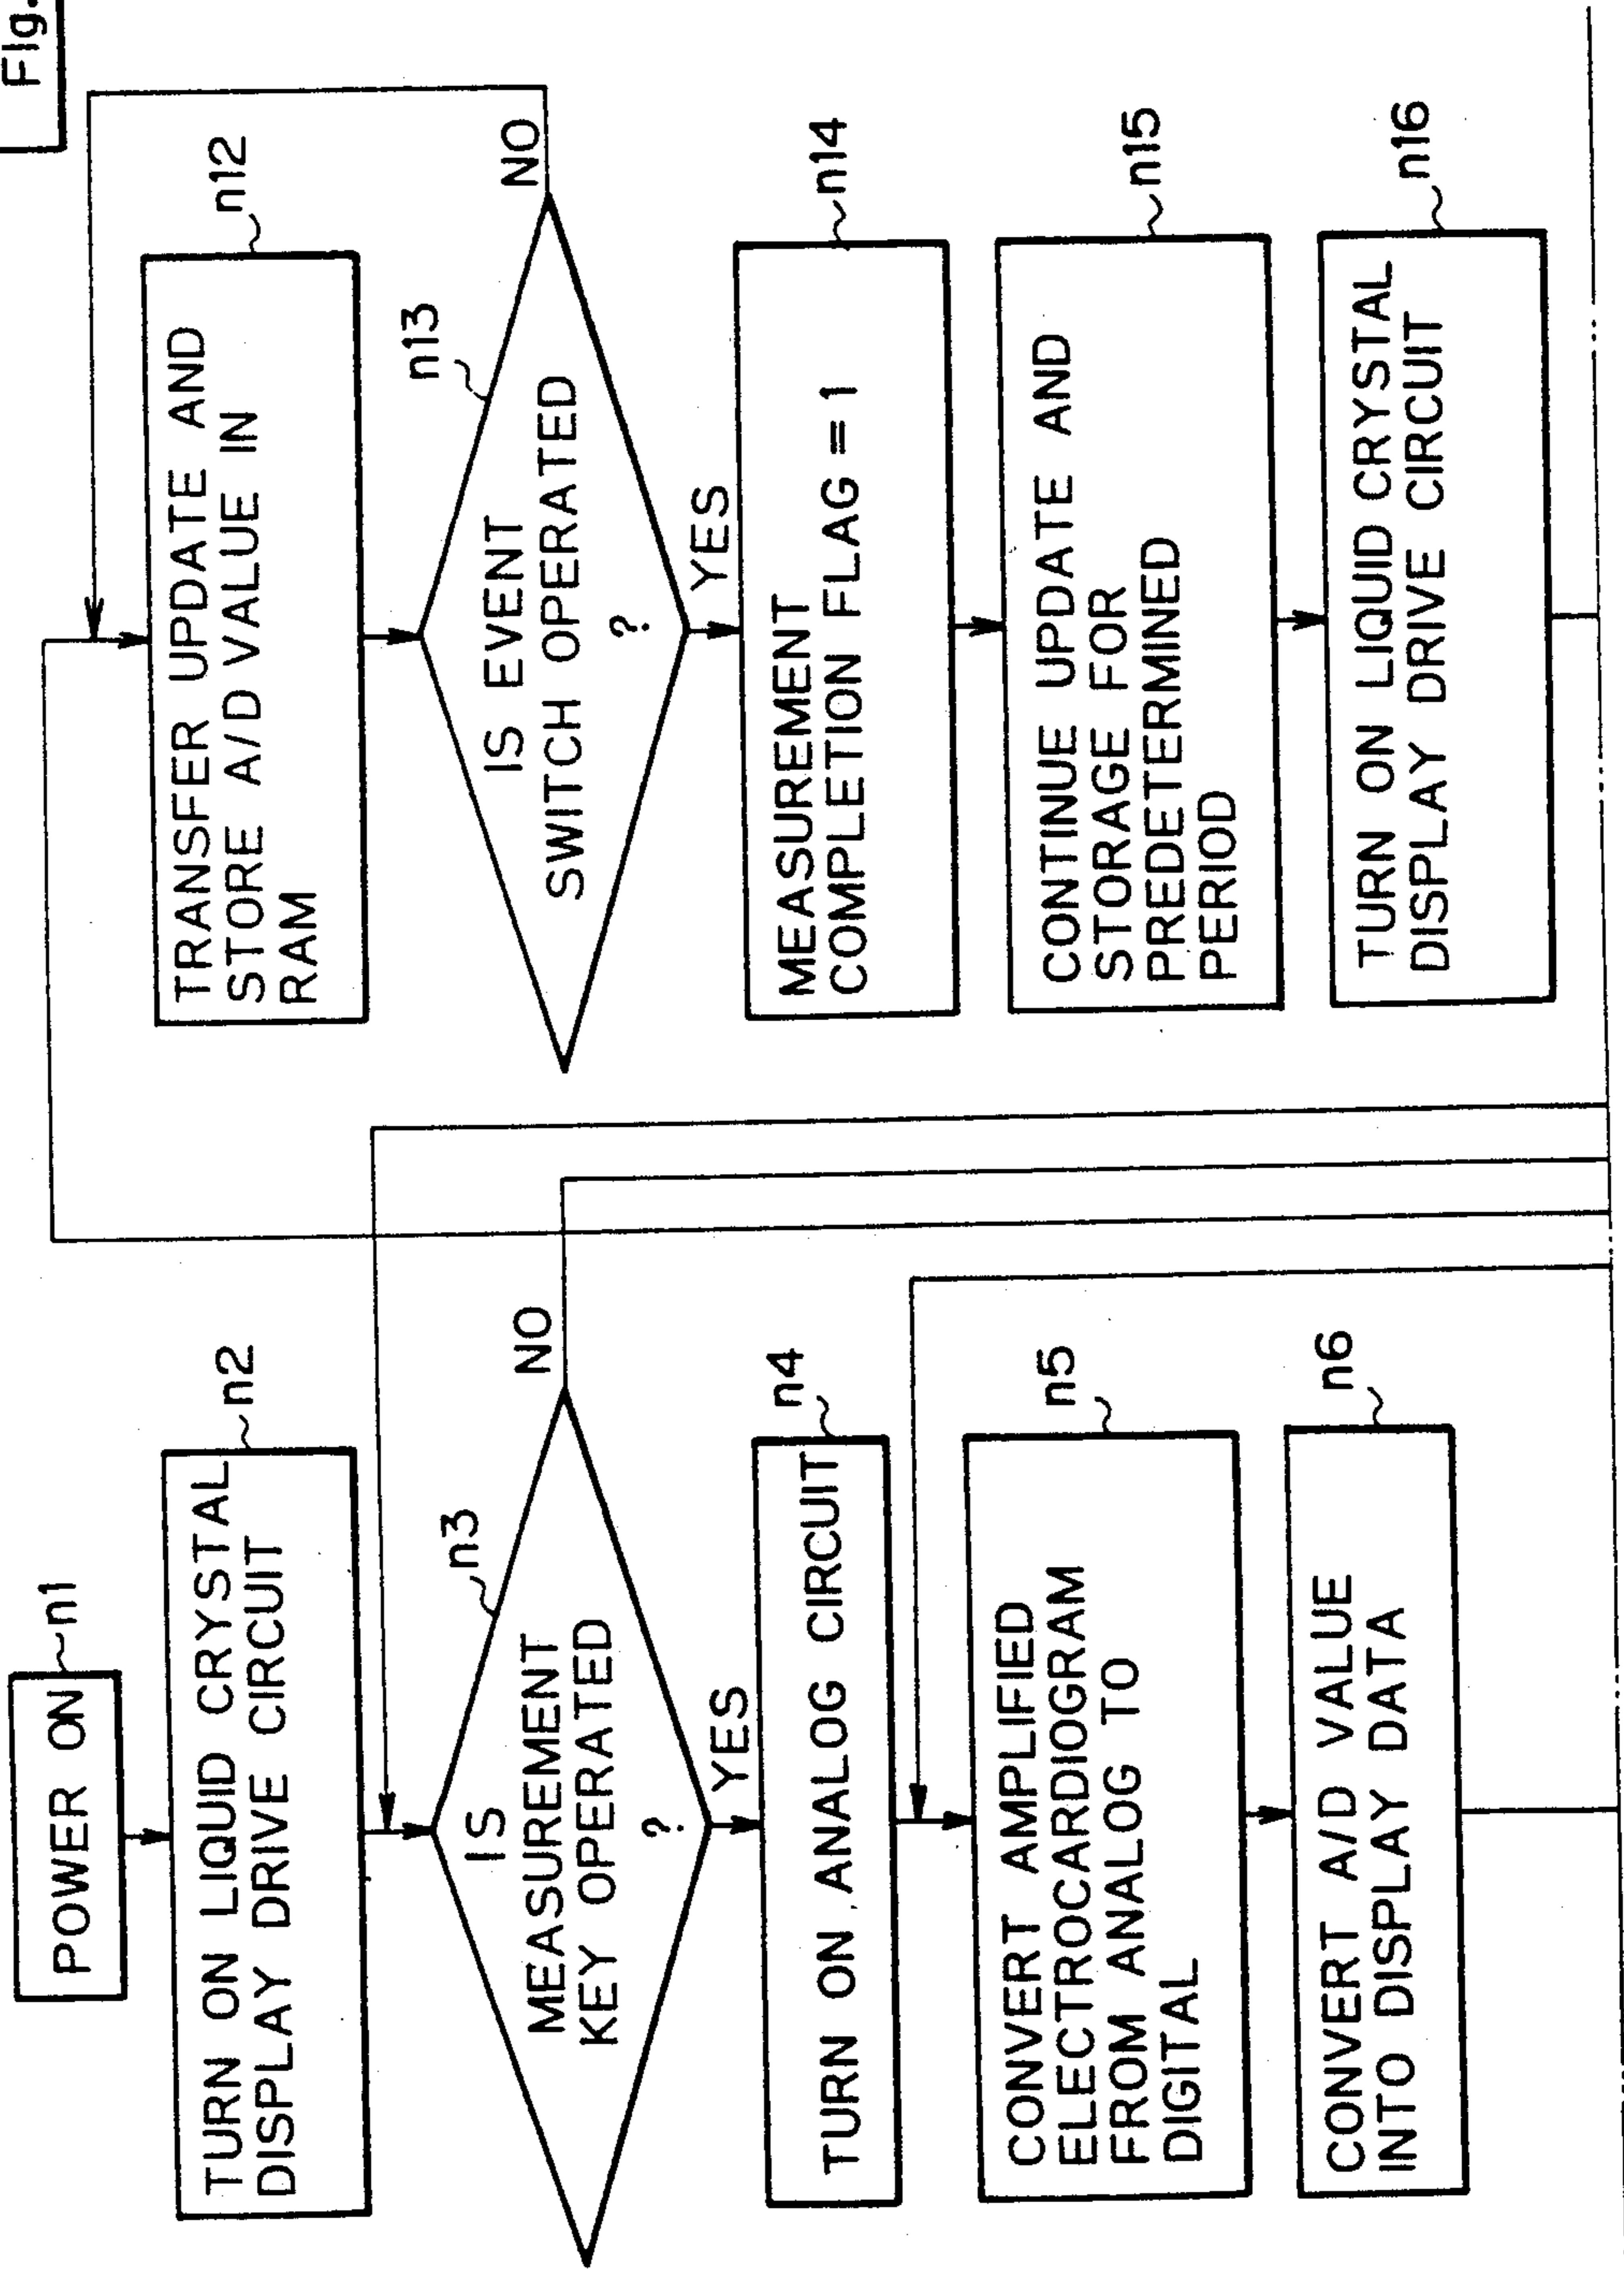 Fig.
POWER ON
n1
TURN ON LIQUID CRYSTAL
DISPLAY DRIVE CIRCUIT
n2
IS
MEASUREMENT
KEY OPERATED
?
n3
NO
YES
TURN ON ANALOG CIRCUIT
n4
CONVERT AMPLIFIED
ELECTROCARDIOGRAM
FROM ANALOG TO
DIGITAL
n5
CONVERT A/D VALUE
INTO DISPLAY DATA
n6
TRANSFER UPDATE AND
STORE A/D VALUE IN
RAM
n12
IS EVENT
SWITCH OPERATED
?
n13
NO
YES
MEASUREMENT
COMPLETION FLAG = 1
n14
CONTINUE UPDATE AND
STORAGE FOR
PREDETERMINED
PERIOD
n15
TURN ON LIQUID CRYSTAL
DISPLAY DRIVE CIRCUIT
n16